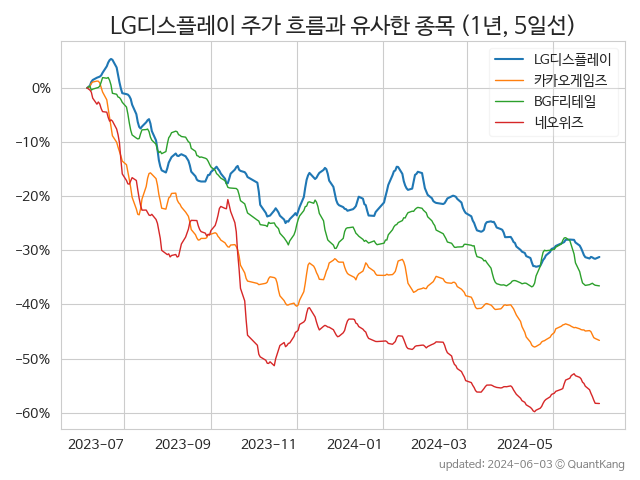 LG디스플레이 주가 흐름과 유사한 종목 (1년, 5일선)
LG디스플레이
카카오게임즈
BGF리테일
네오위즈
0%
−10%
−20%
−30%
−40%
−50%
−60%
2023−07
2023−09
2023−11
2024−01
2024−03
2024−05
updated: 2024-06-03 © QuantKang